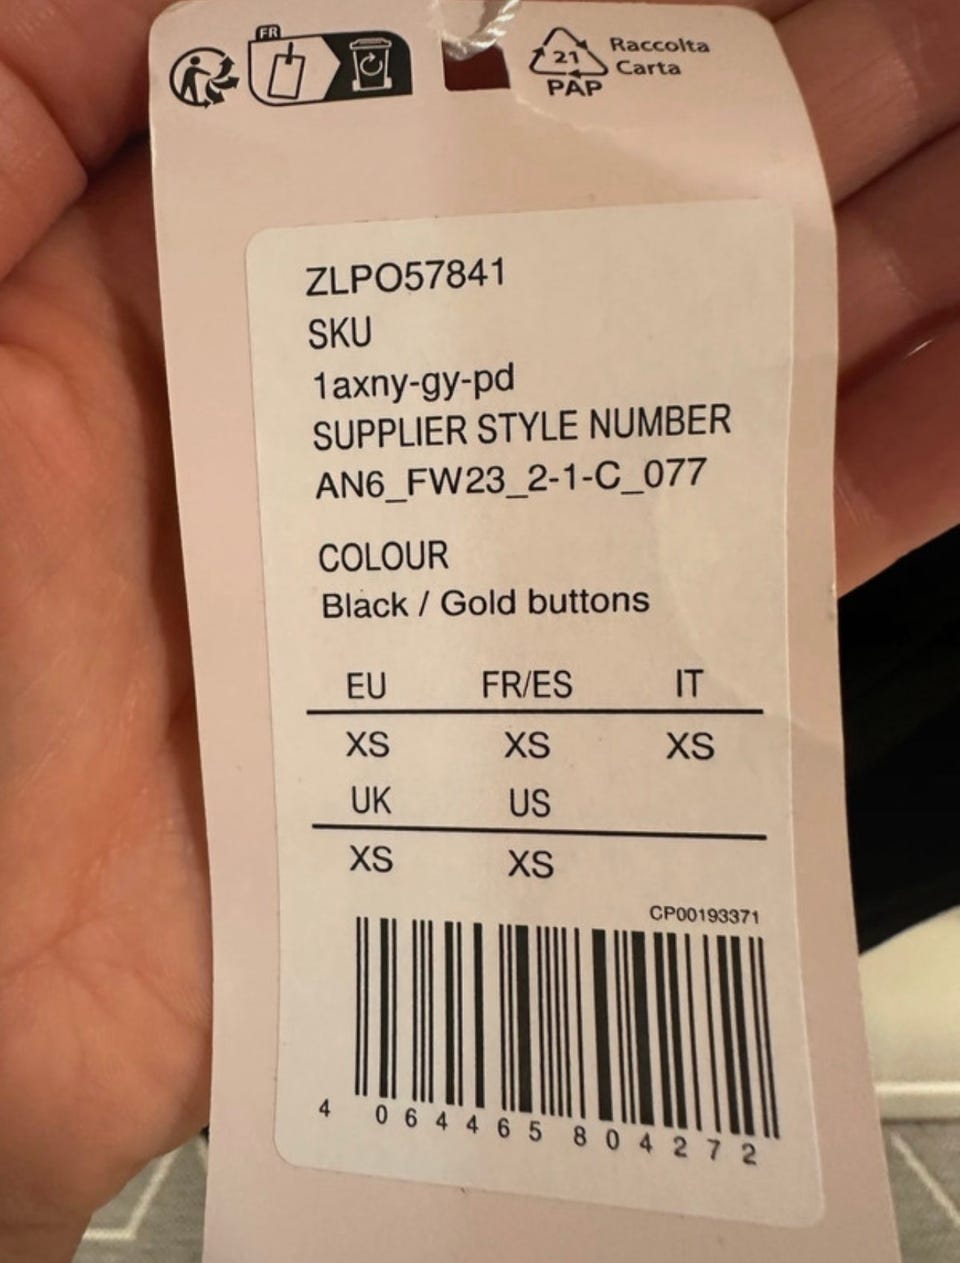 FR
21
PAP
Raccolta
Carta
ZLPO57841
SKU
1axny-gy-pd
SUPPLIER STYLE NUMBER
AN6_FW23_2-1-C_077
COLOUR
Black / Gold buttons
EU FR/ES IT
XS XS XS
UK US
XS XS
CP00193371
4 064465 804272